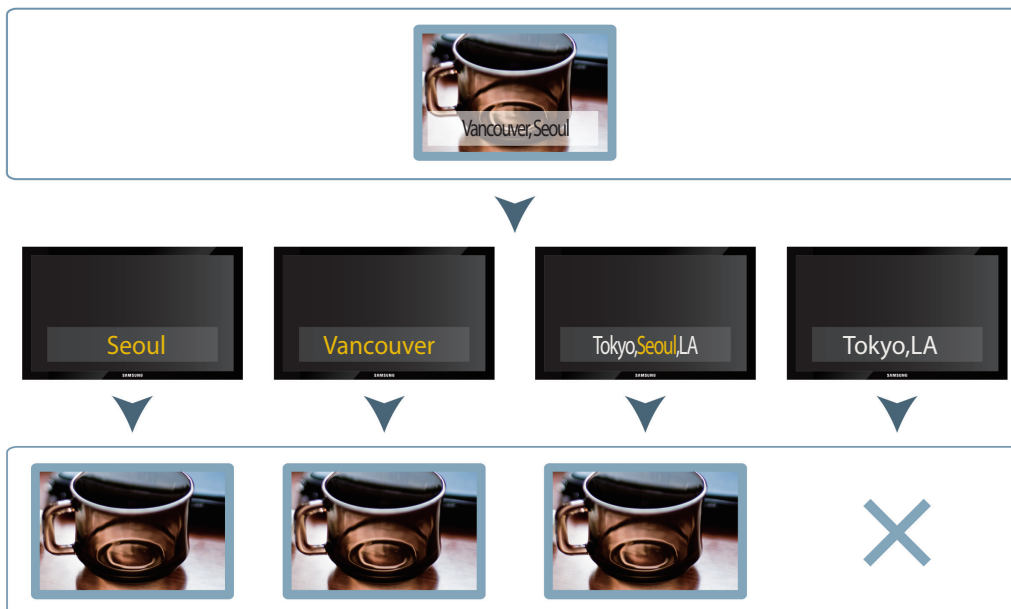 Vancouver,Seoul
Seoul
Vancouver
Tokyo,Seoul,LA
Tokyo,LA
SAMSUNG
SAMSUNG
SAMSUNG
SAMSUNG